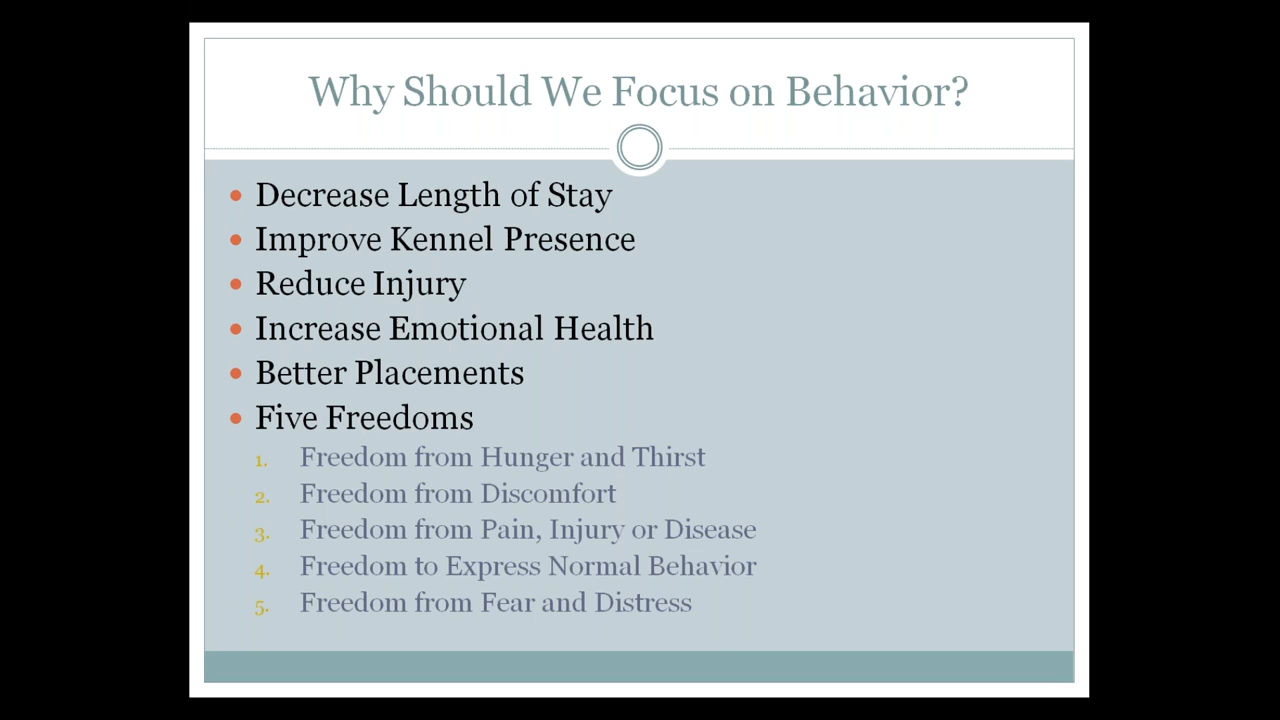 Why Should We Focus on Behavior?
• Decrease Length of Stay
• Improve Kennel Presence
• Reduce Injury
• Increase Emotional Health
• Better Placements
• Five Freedoms
1. Freedom from Hunger and Thirst
2. Freedom from Discomfort
3. Freedom from Pain, Injury or Disease
4. Freedom to Express Normal Behavior
5. Freedom from Fear and Distress